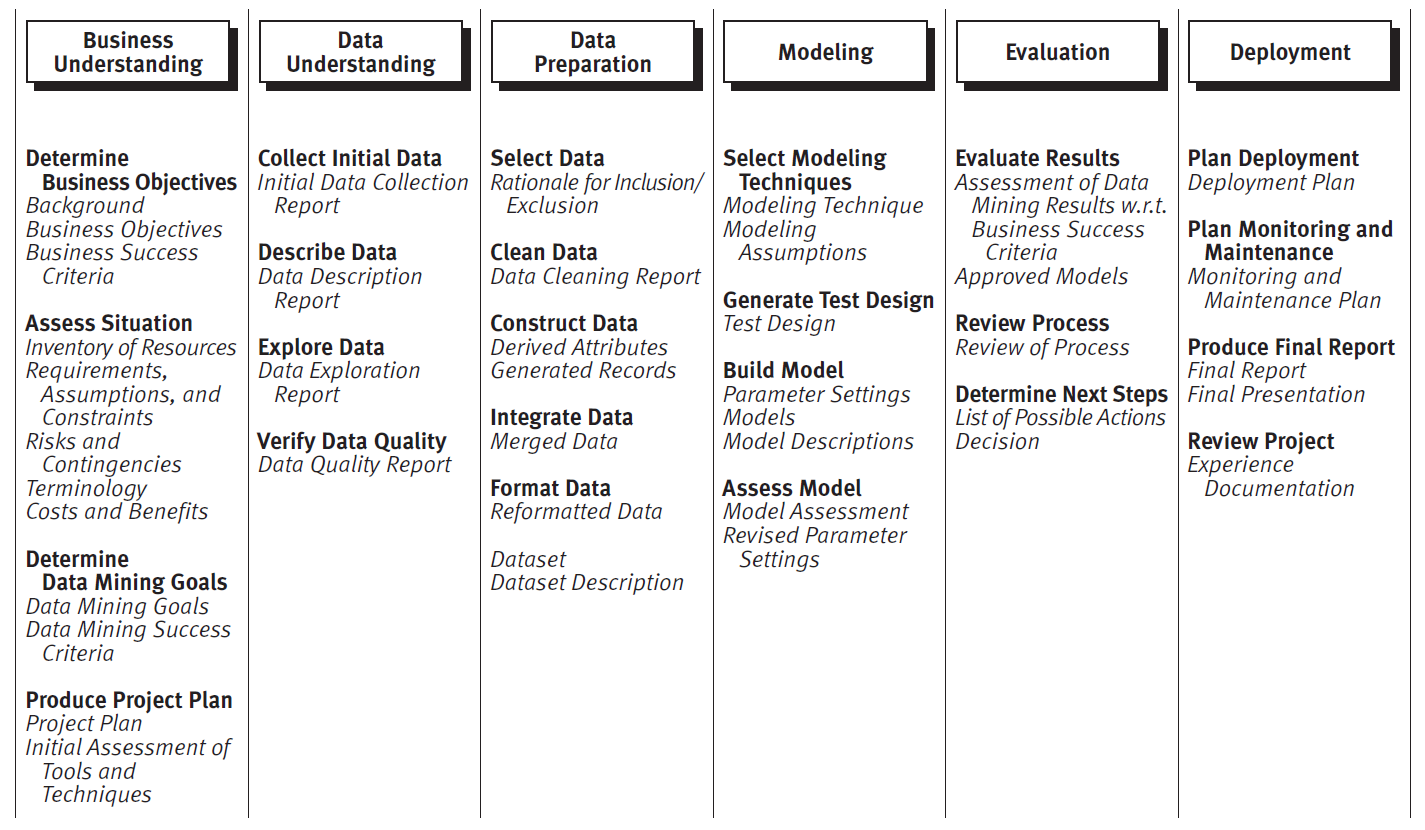 Business
Understanding
Determine
Business Objectives
Background
Business Objectives
Business Success
Criteria
Assess Situation
Inventory of Resources
Requirements,
Assumptions, and
Constraints
Risks and
Contingencies
Terminology
Costs and Benefits
Determine
Data Mining Goals
Data Mining Goals
Data Mining Success
Criteria
Produce Project Plan
Project Plan
Initial Assessment of
Tools and
Techniques
Data
Understanding
Collect Initial Data
Initial Data Collection
Report
Describe Data
Data Description
Report
Explore Data
Data Exploration
Report
Verify Data Quality
Data Quality Report
Data
Preparation
Select Data
Rationale for Inclusion/
Exclusion
Clean Data
Data Cleaning Report
Construct Data
Derived Attributes
Generated Records
Integrate Data
Merged Data
Format Data
Reformatted Data
Dataset
Dataset Description
Modeling
Select Modeling
Techniques
Modeling Technique
Modeling
Assumptions
Generate Test Design
Test Design
Build Model
Parameter Settings
Models
Model Descriptions
Assess Model
Model Assessment
Revised Parameter
Settings
Evaluation
Evaluate Results
Assessment of Data
Mining Results w.r.t.
Business Success
Criteria
Approved Models
Review Process
Review of Process
Determine Next Steps
List of Possible Actions
Decision
Deployment
Plan Deployment
Deployment Plan
Plan Monitoring and
Maintenance
Monitoring and
Maintenance Plan
Produce Final Report
Final Report
Final Presentation
Review Project
Experience
Documentation